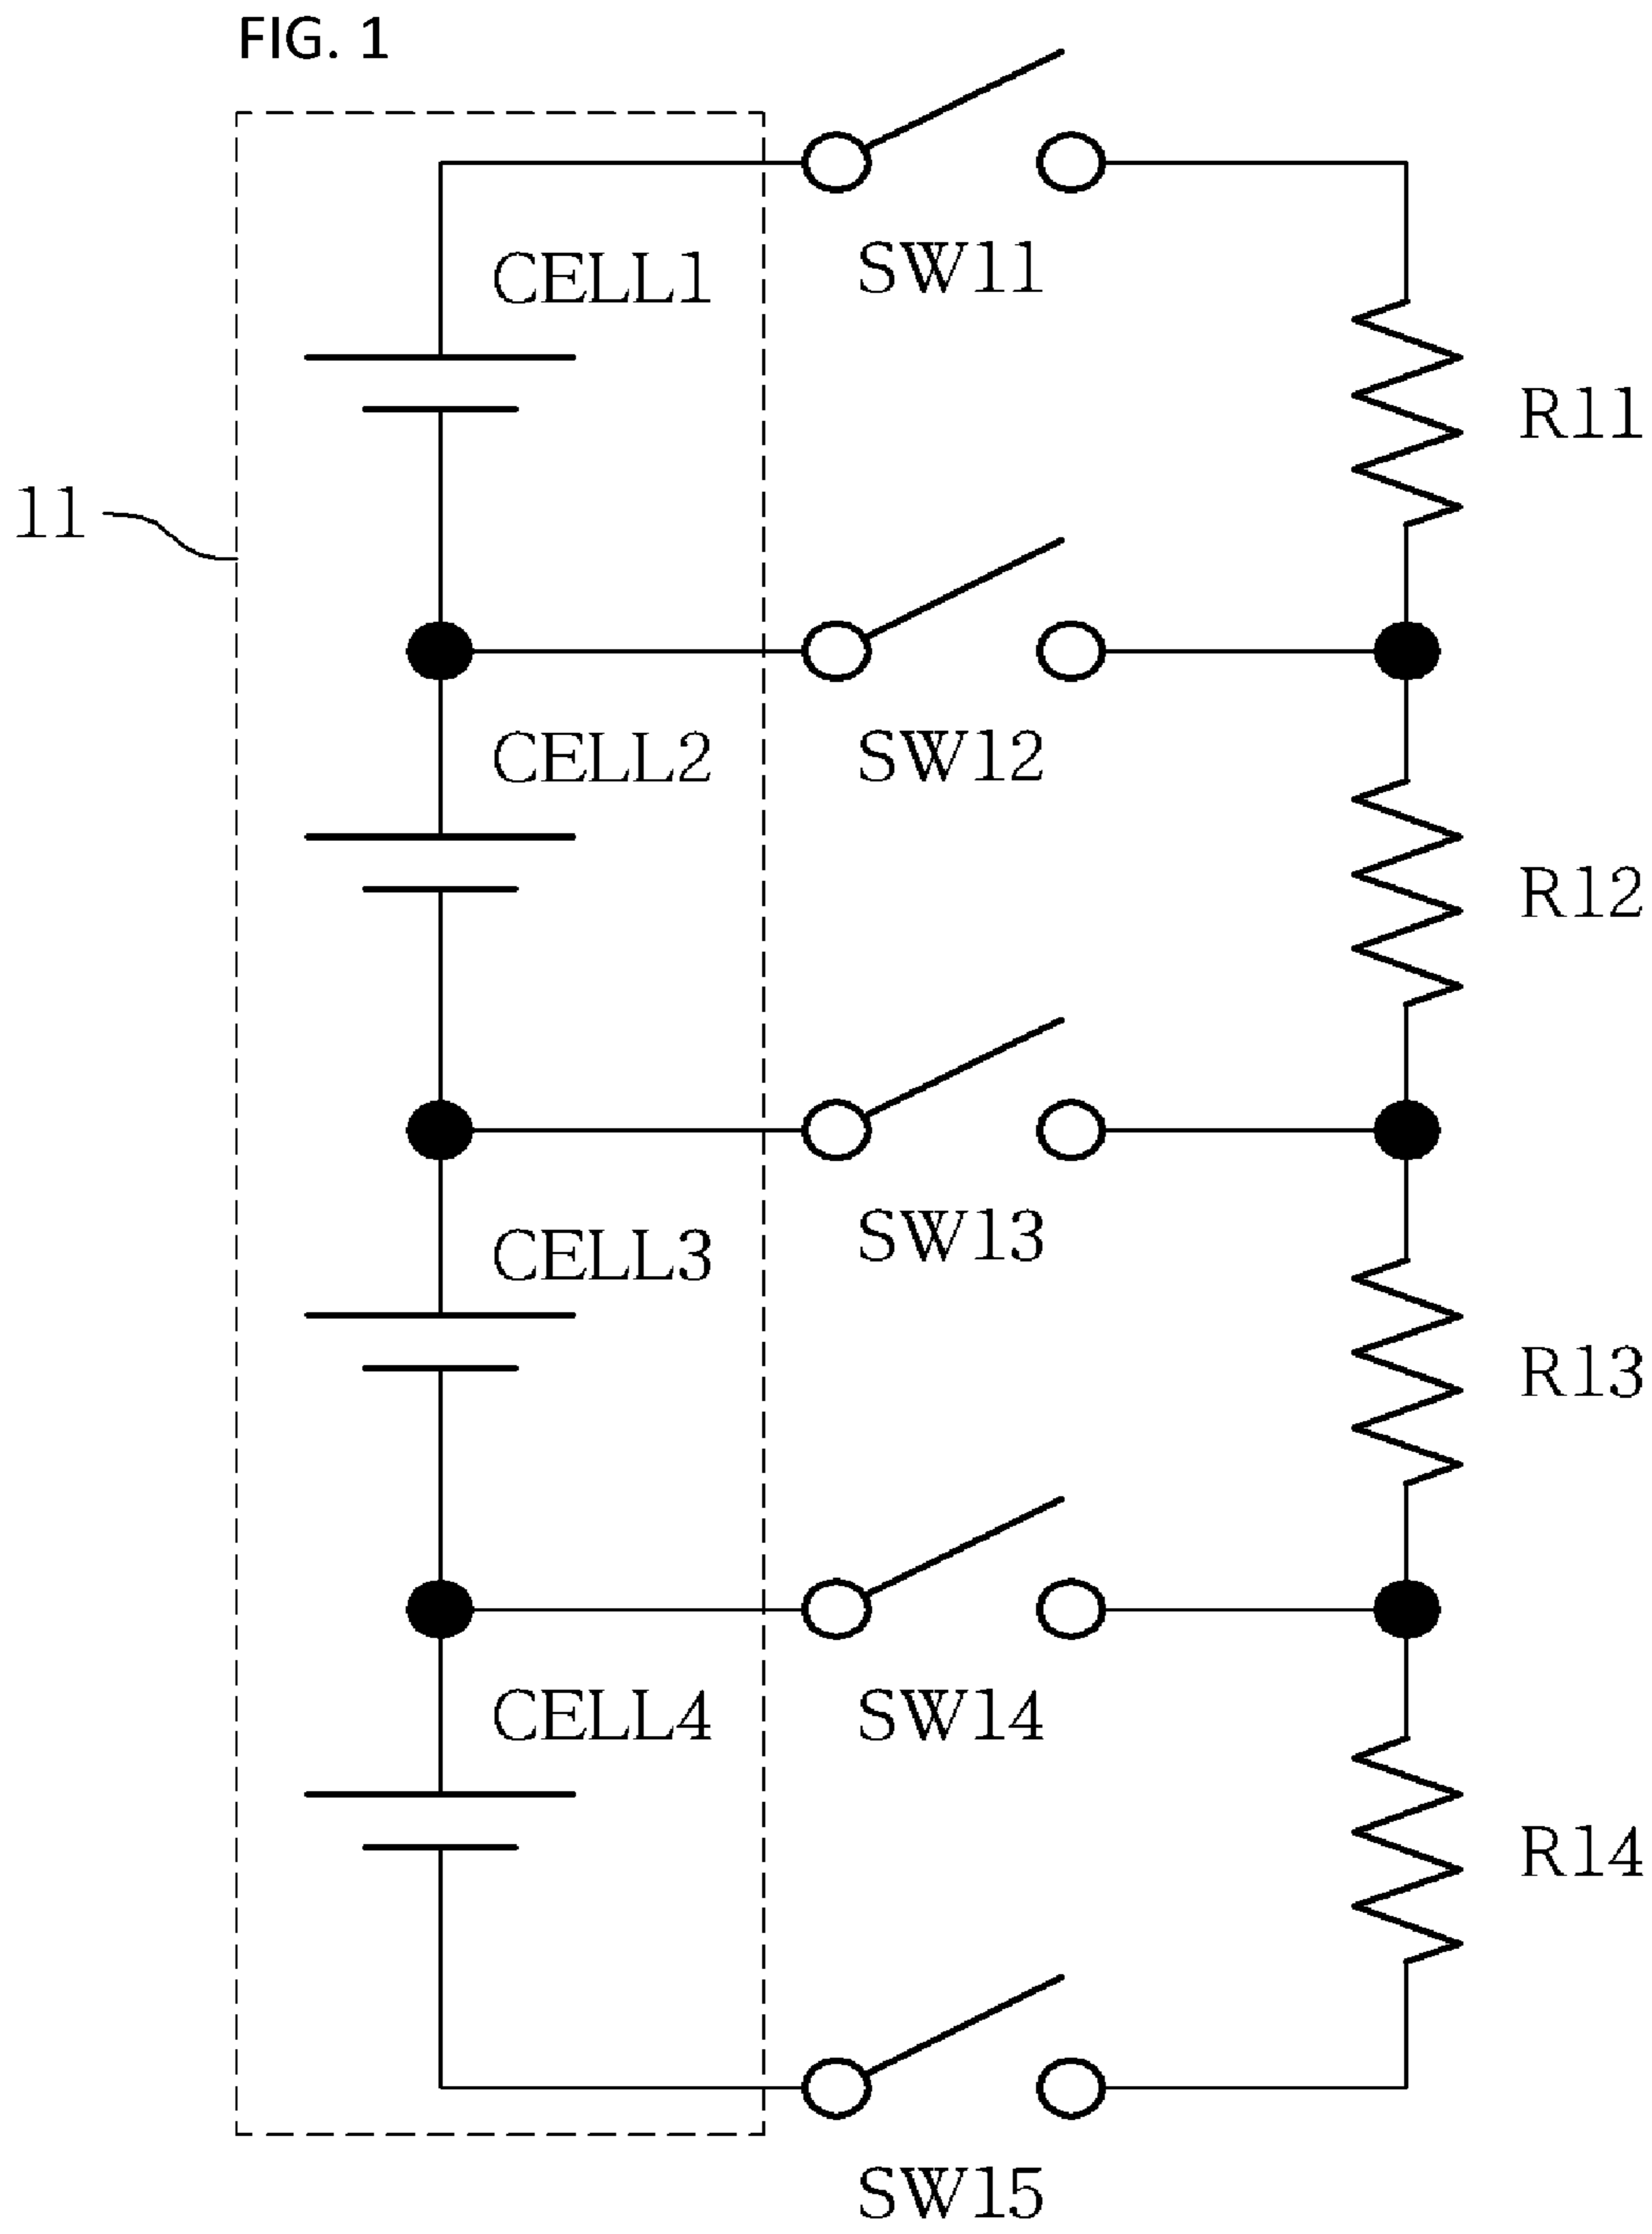 FIG. 1
CELL1
SW11
R11
11
CELL2
SW12
R12
CELL3
SW13
R13
CELL4
SW14
R14
SW15